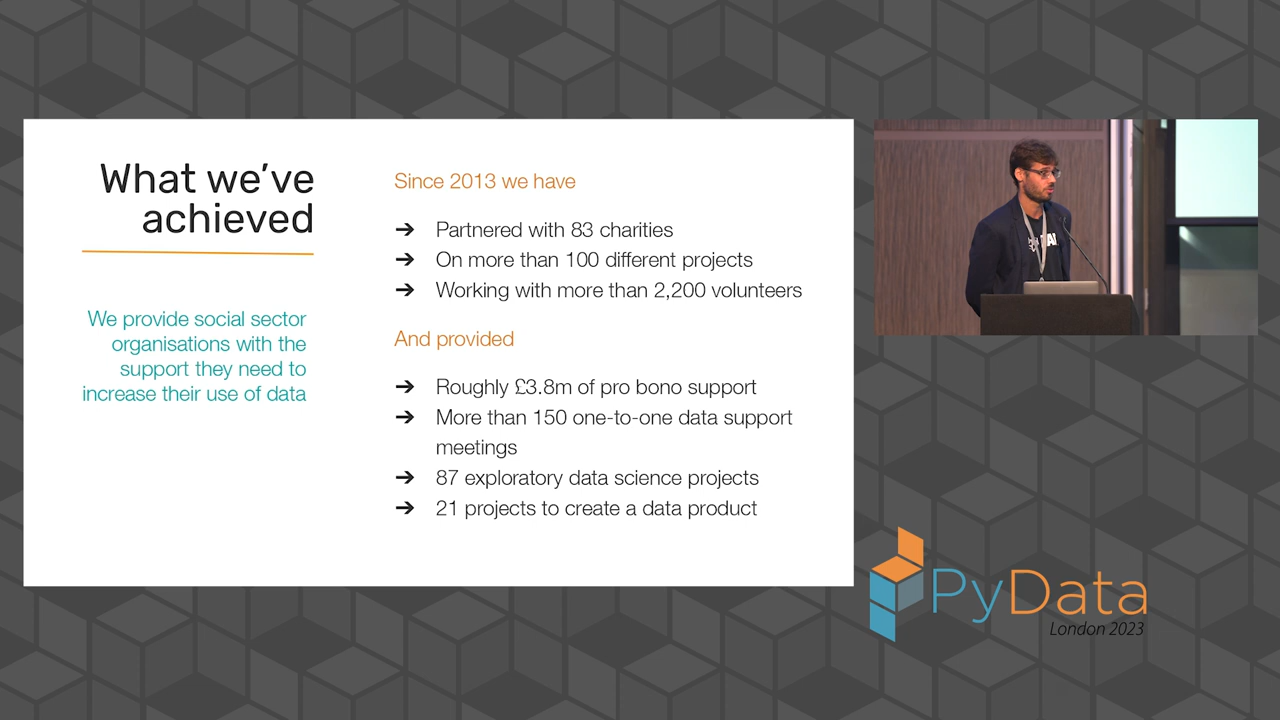 What we've
achieved
We provide social sector
organisations with the
support they need to
increase their use of data
Since 2013 we have
➔ Partnered with 83 charities
➔ On more than 100 different projects
➔ Working with more than 2,200 volunteers
And provided
➔ Roughly £3.8m of pro bono support
➔ More than 150 one-to-one data support
meetings
➔ 87 exploratory data science projects
➔ 21 projects to create a data product
PyData
London 2023